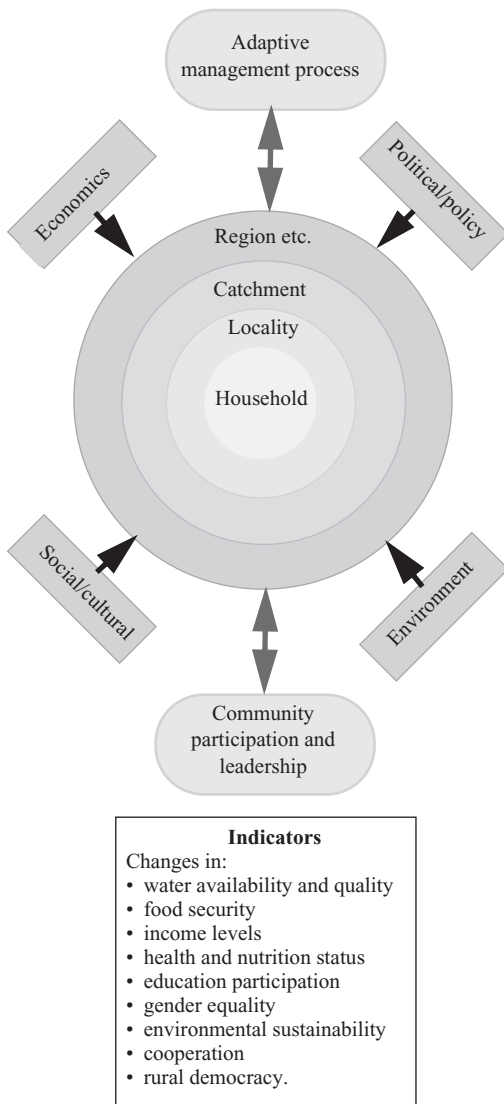 Adaptive
management process
Economics
Political/policy
Region etc.
Catchment
Locality
Household
Social/cultural
Environment
Community
participation and
leadership
Indicators
Changes in:
• water availability and quality
• food security
• income levels
• health and nutrition status
• education participation
• gender equality
• environmental sustainability
• cooperation
• rural democracy.